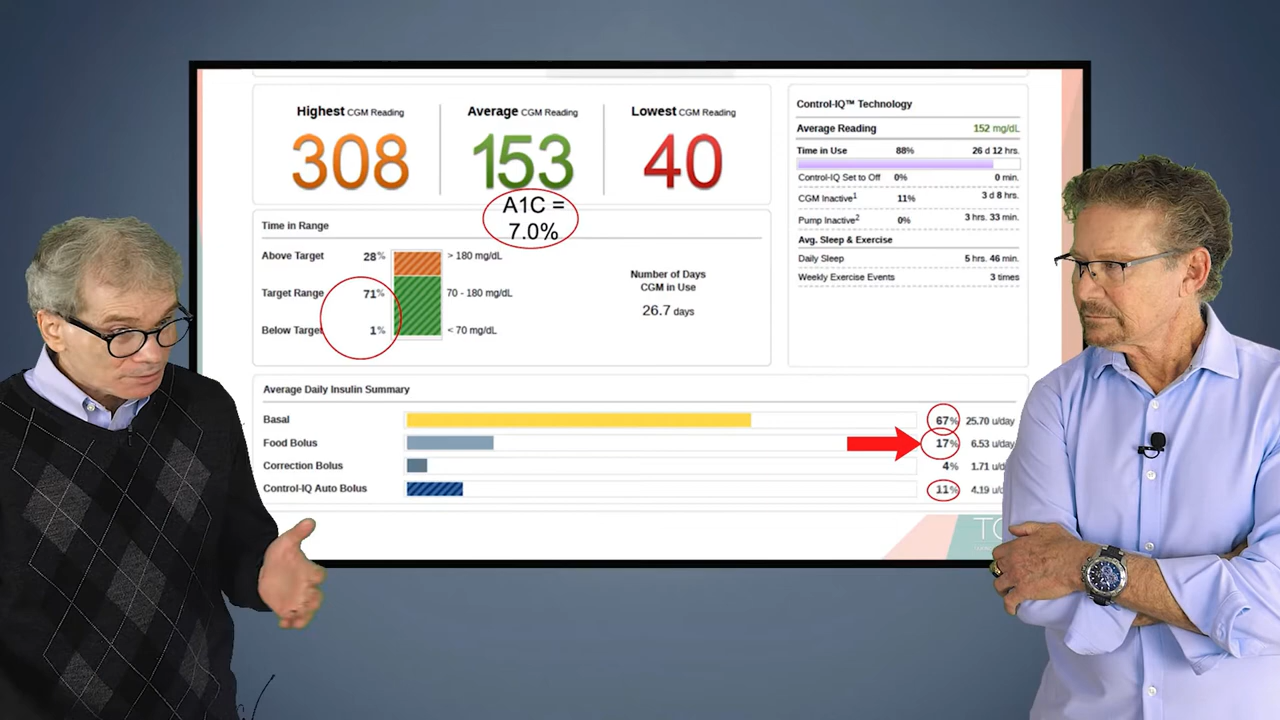 Highest CGM Reading
308
Average CGM Reading
153
Lowest CGM Reading
40
A1C =
7.0%
Time in Range
Above Target 28% > 180 mg/dL
Target Range 71% 70 - 180 mg/dL
Below Target 1% < 70 mg/dL
Number of Days
CGM in Use
26.7 days
Control-IQ™ Technology
Average Reading 152 mg/dL
Time in Use 88% 26 d 12 hrs.
Control-IQ Set to Off 0% 0 min.
CGM Inactive1 11% 3 d 8 hrs.
Pump Inactive2 0% 3 hrs. 33 min.
Avg. Sleep & Exercise
Daily Sleep 5 hrs. 46 min.
Weekly Exercise Events 3 times
Average Daily Insulin Summary
Basal 67% 25.70 u/day
Food Bolus 17% 6.53 u/day
Correction Bolus 4% 1.71 u/d
Control-IQ Auto Bolus 11% 4.19 u/d